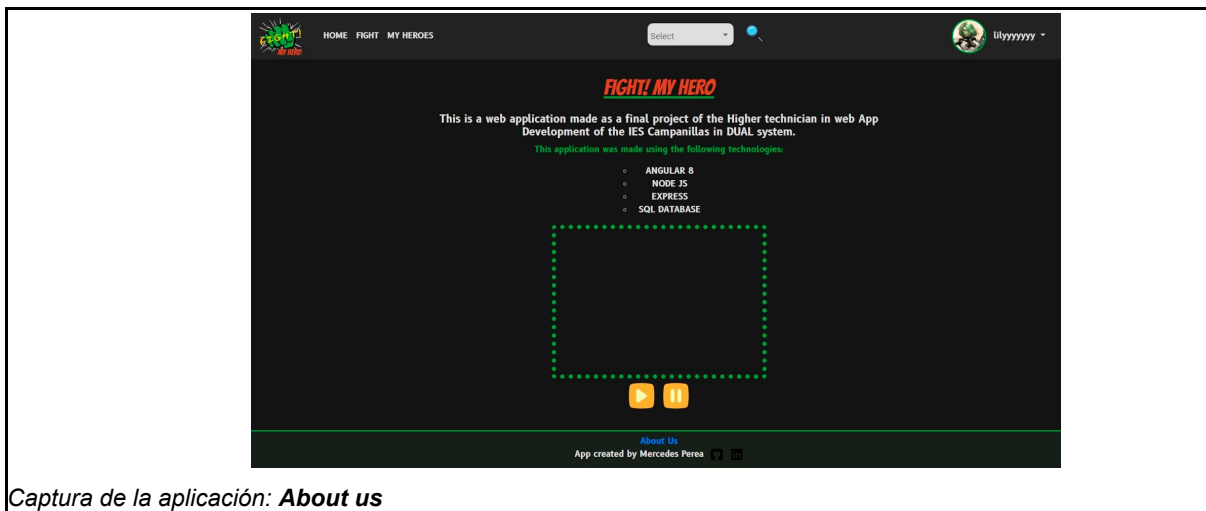 FIGHT!
MY HERO
HOME FIGHT MY HEROES
Select
lilyyyyyyy
FIGHT! MY HERO
This is a web application made as a final project of the Higher technician in web App
Development of the IES Campanillas in DUAL system.
This application was made using the following technologies:
ANGULAR 8
NODE JS
EXPRESS
SQL DATABASE
About Us
App created by Mercedes Perea
in
Captura de la aplicación: About us